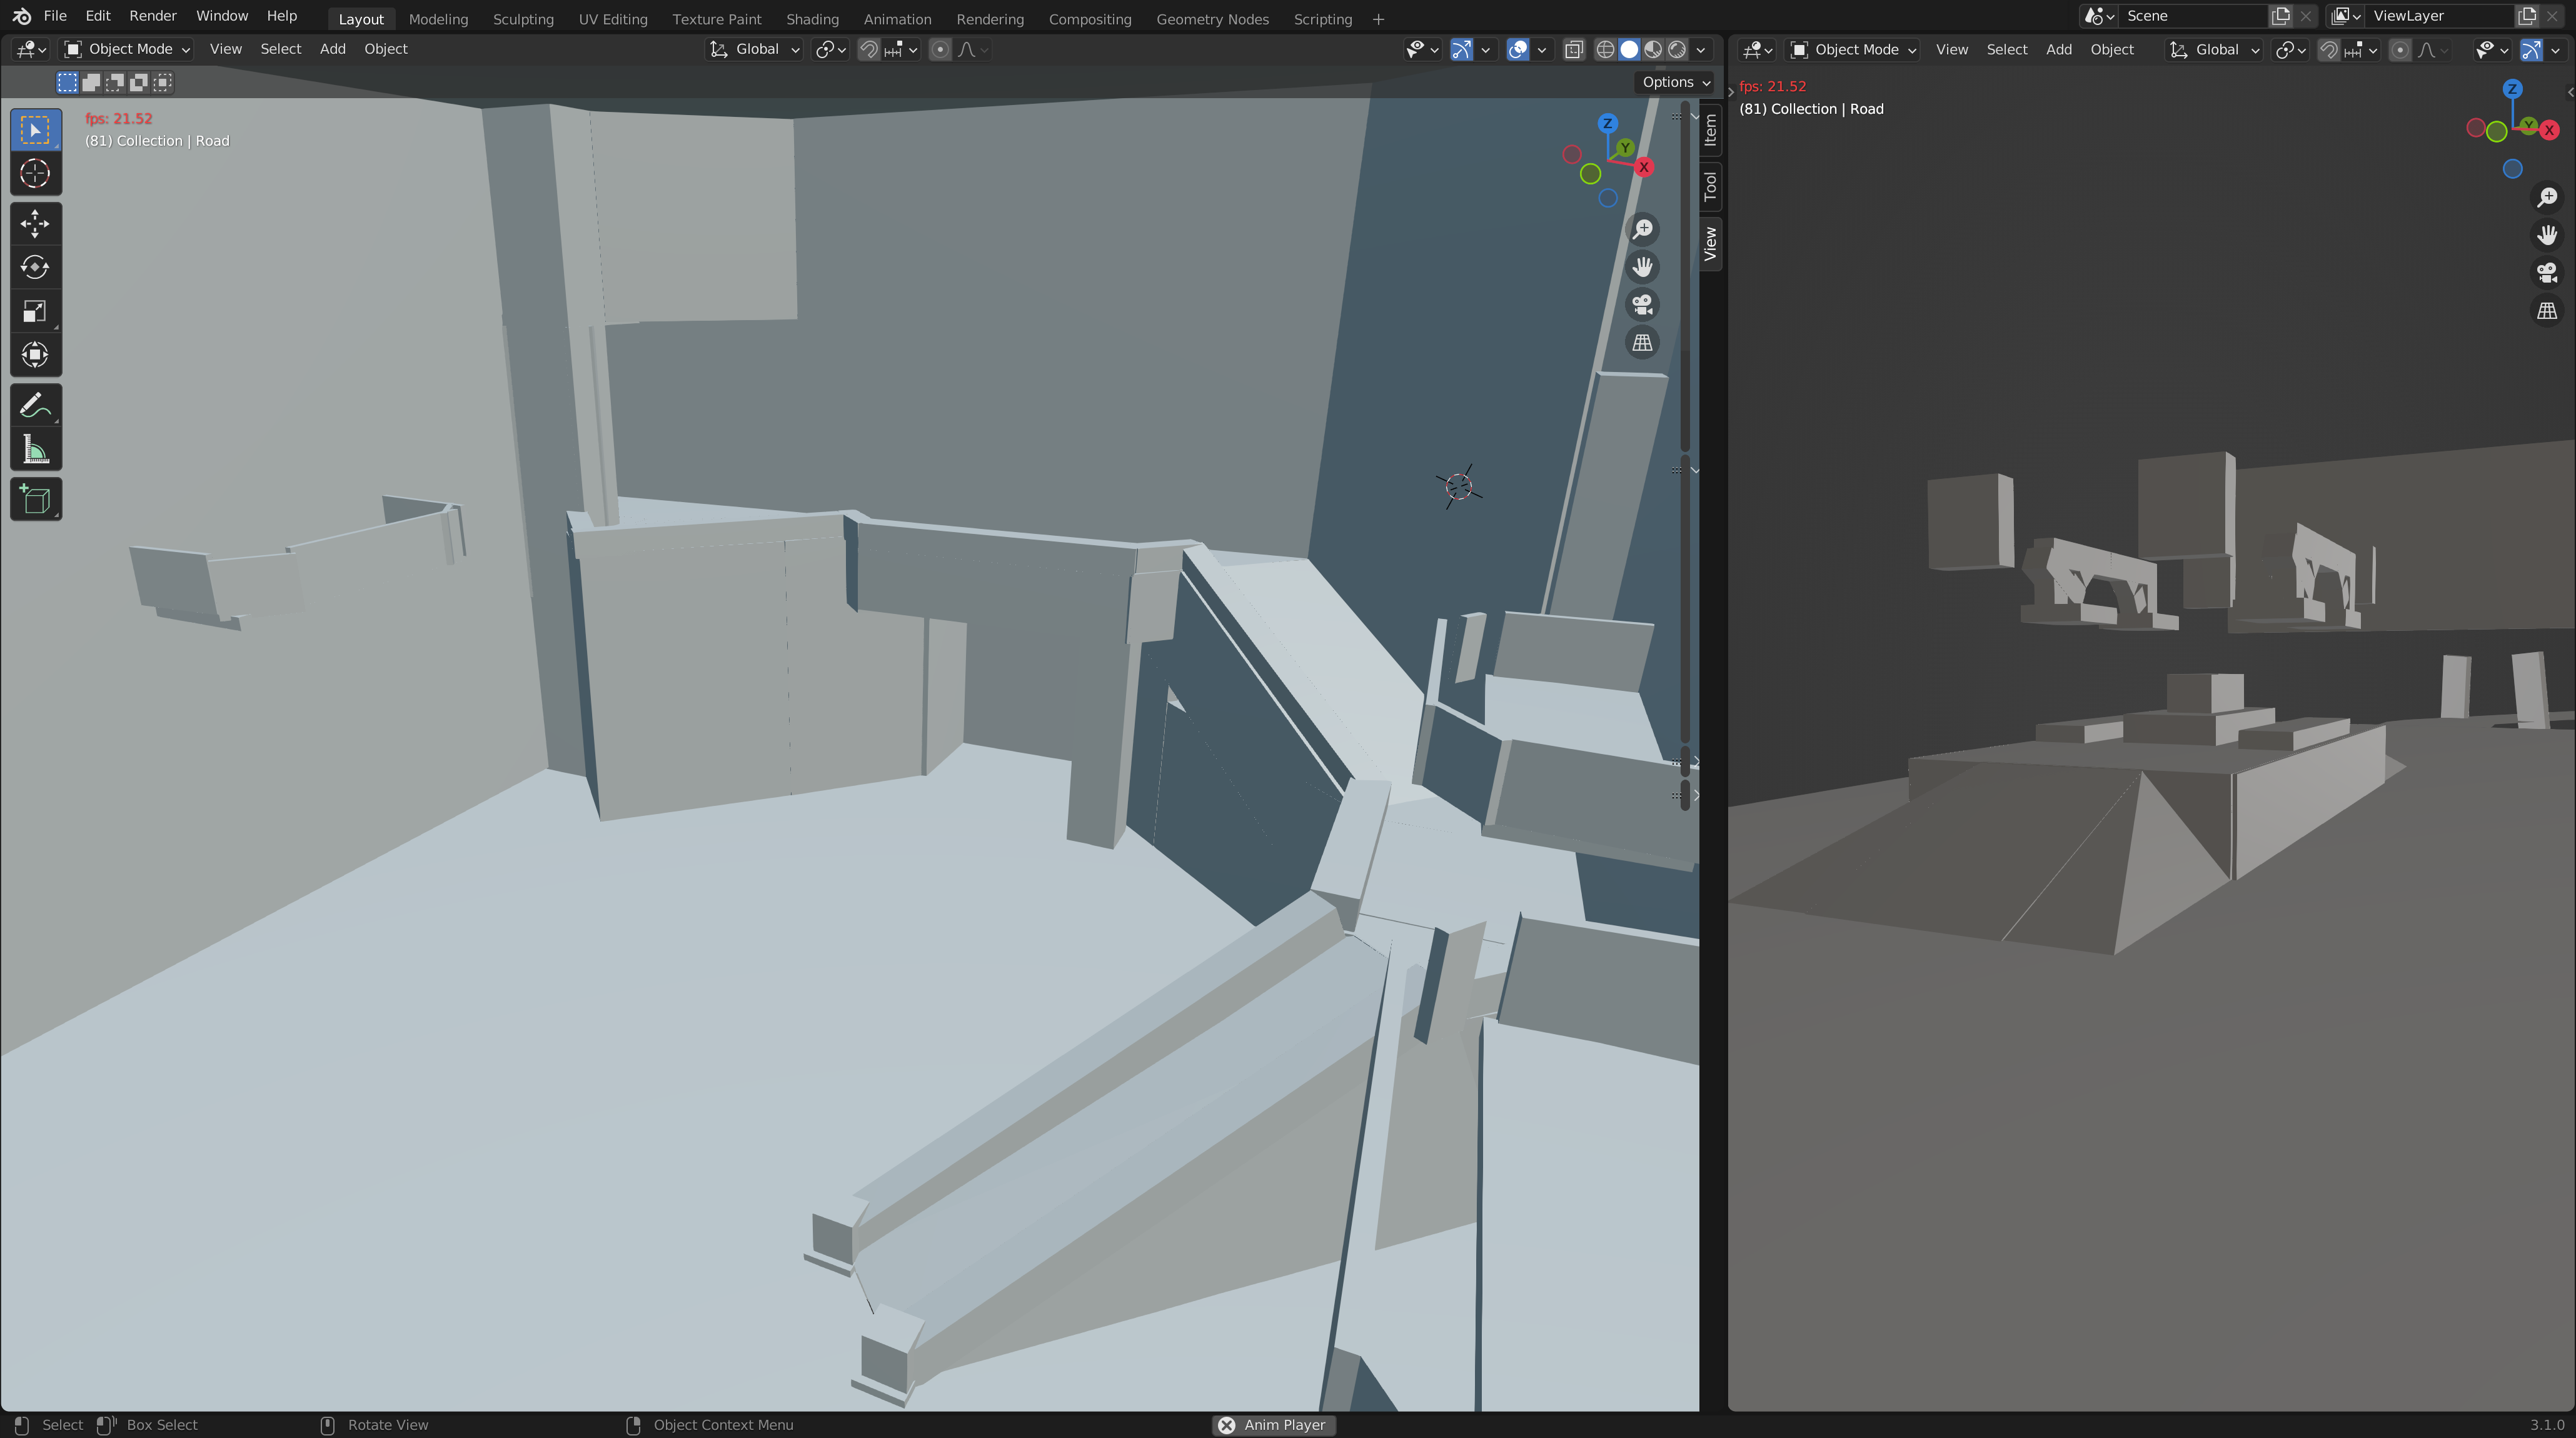 File Edit Render Window Help Layout Modeling Sculpting UV Editing Texture Paint Shading Animation Rendering Compositing Geometry Nodes Scripting + Scene ViewLayer
Object Mode View Select Add Object Global Object Mode View Select Add Object Global
Options
fps: 21.52
(81) Collection | Road
Z
Y
X
Item
Tool
View
fps: 21.52
(81) Collection | Road
Z
Y
X
Select Box Select Rotate View Object Context Menu Anim Player 3.1.0